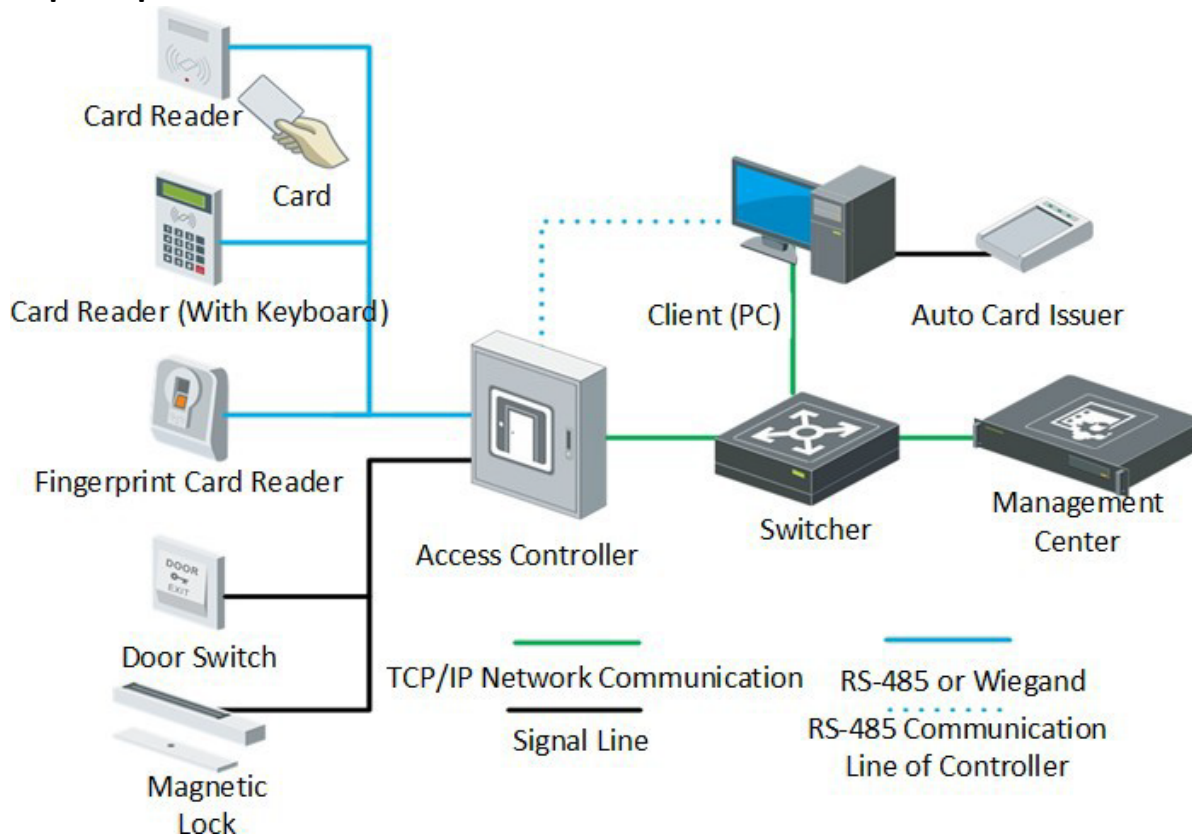 Card Reader
Card
Card Reader (With Keyboard)
Client (PC)
Auto Card Issuer
Fingerprint Card Reader
Access Controller
Switcher
Management
Center
DOOR
EXIT
Door Switch
Magnetic
Lock
TCP/IP Network Communication
Signal Line
RS-485 or Wiegand
RS-485 Communication
Line of Controller